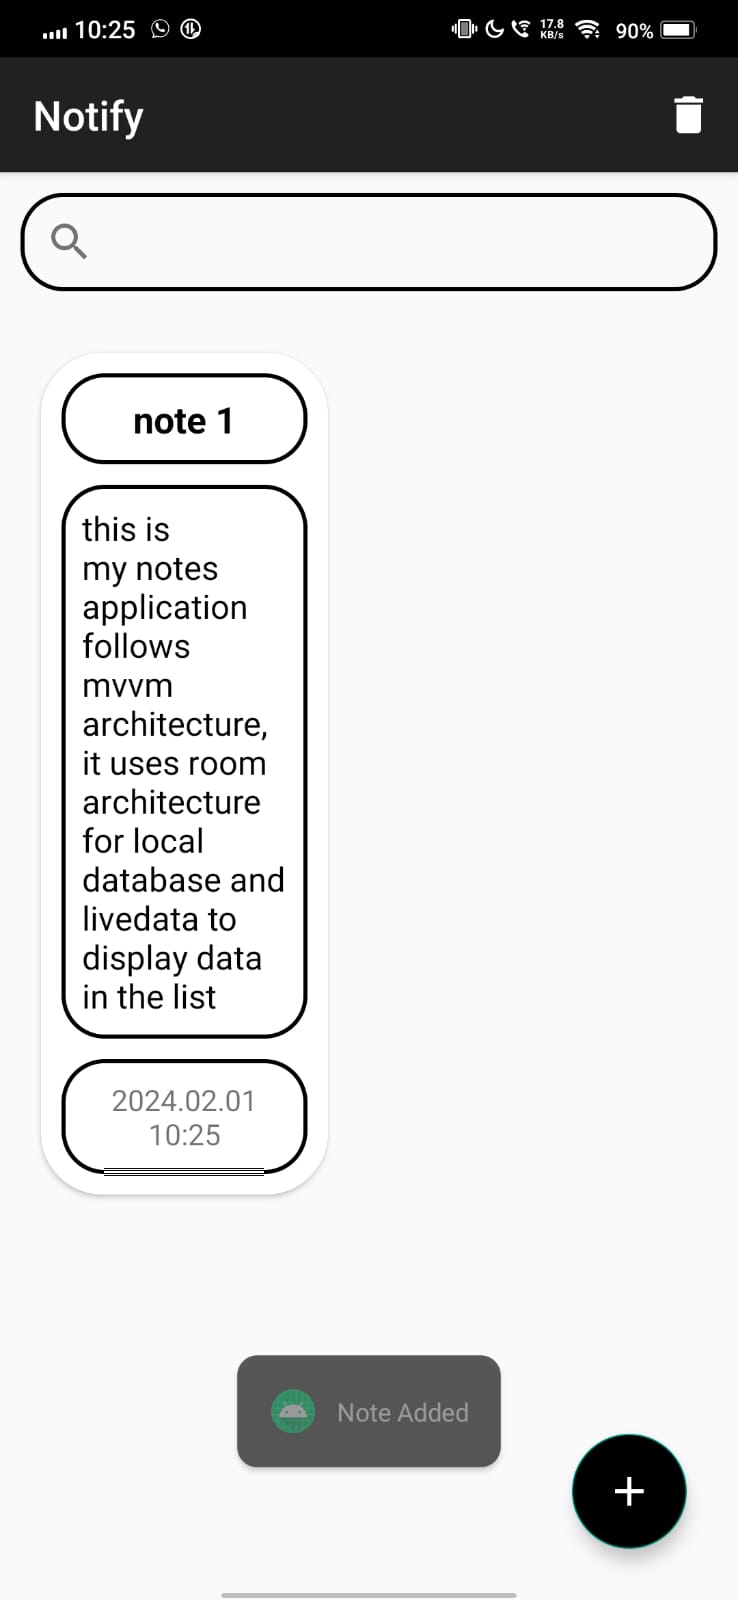 10:25
17.8
KB/s
90%
Notify
note 1
this is
my notes
application
follows
mvvm
architecture,
it uses room
architecture
for local
database and
livedata to
display data
in the list
2024.02.01
10:25
Note Added